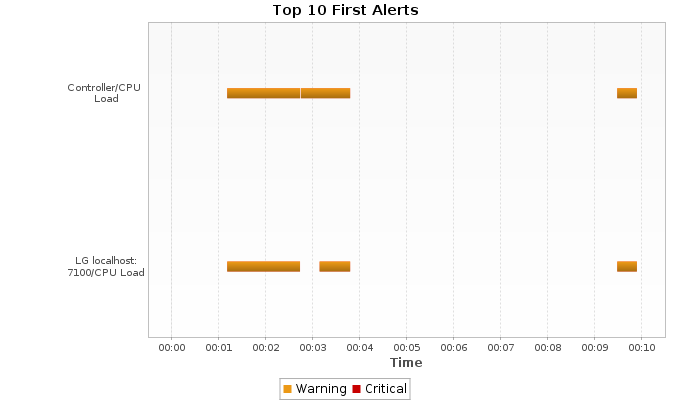 Top 10 First Alerts
Controller/CPU
Load
LG localhost:
7100/CPU Load
00:00 00:01 00:02 00:03 00:04 00:05 00:06 00:07 00:08 00:09 00:10
Time
Warning Critical